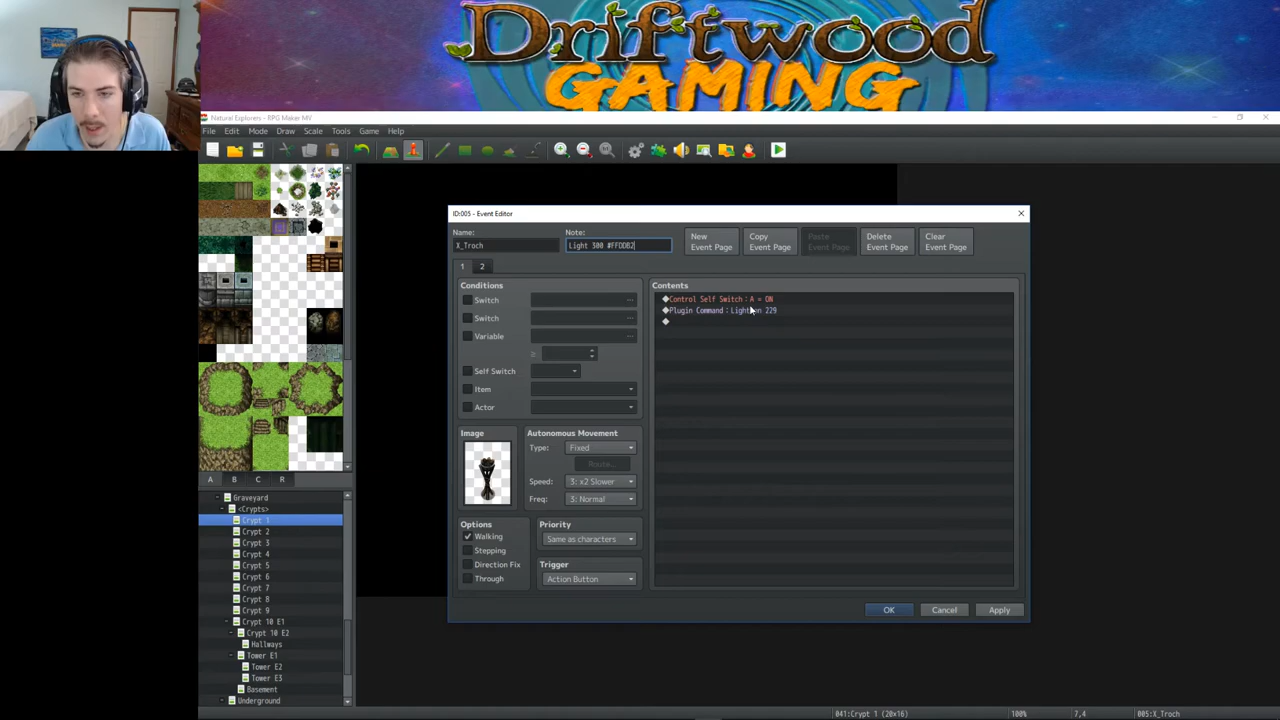 Driftwood
GAMING
Natural Explorers - RPG Maker MV
File Edit Mode Draw Scale Tools Game Help
ID:005 - Event Editor
Name:
Note:
X_Troch
Light 300 #FFDDB2
New Event Page
Copy Event Page
Paste Event Page
Delete Event Page
Clear Event Page
1 2
Conditions
Switch
Switch
Variable
≥
Self Switch
Item
Actor
Image
Autonomous Movement
Type: Fixed
Route...
Speed: 3: x2 Slower
Freq: 3: Normal
Options
Walking
Stepping
Direction Fix
Through
Priority
Same as characters
Trigger
Action Button
Contents
◆Control Self Switch : A = ON
◆Plugin Command : Light on 229
◆
OK Cancel Apply
A B C R
Graveyard
<Crypts>
Crypt 1
Crypt 2
Crypt 3
Crypt 4
Crypt 5
Crypt 6
Crypt 7
Crypt 8
Crypt 9
Crypt 10 E1
Crypt 10 E2
Hallways
Tower E1
Tower E2
Tower E3
Basement
Underground
041:Crypt 1 (20x16) 100% 7,4 005:X_Troch